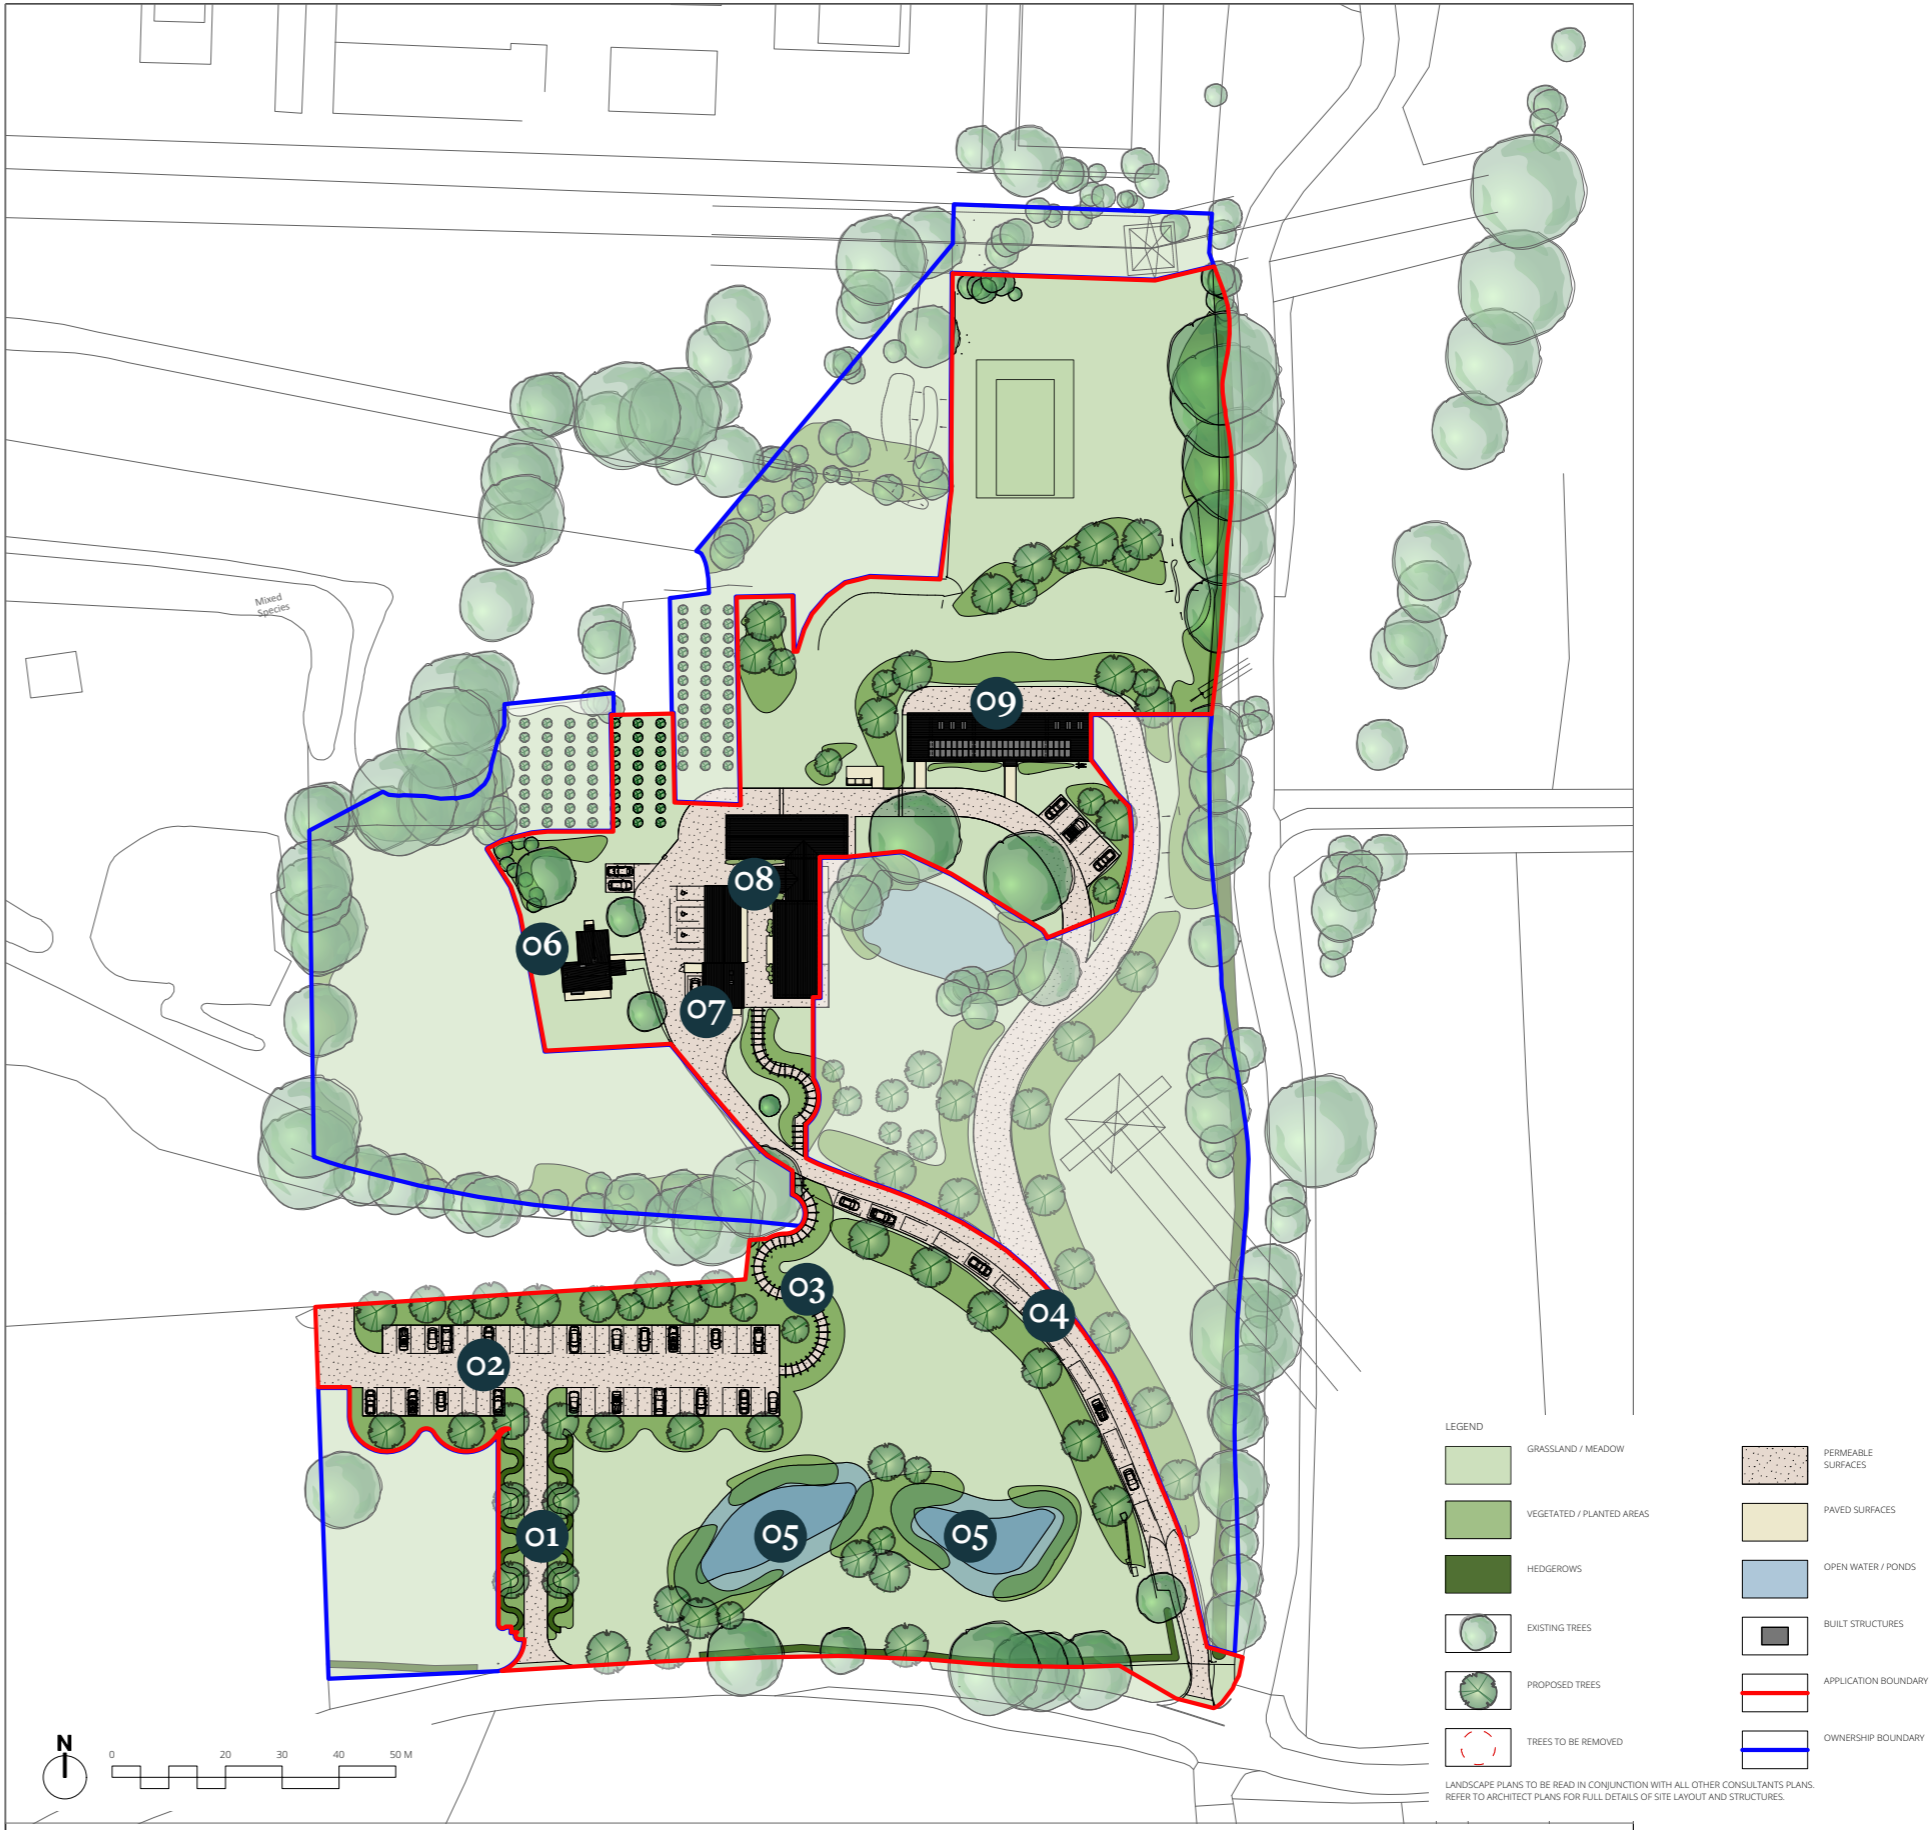 Mixed
Species
09
08
06
07
03
04
02
01
05
05
LEGEND
GRASSLAND / MEADOW
VEGETATED / PLANTED AREAS
HEDGEROWS
EXISTING TREES
PROPOSED TREES
TREES TO BE REMOVED
PERMEABLE
SURFACES
PAVED SURFACES
OPEN WATER / PONDS
BUILT STRUCTURES
APPLICATION BOUNDARY
OWNERSHIP BOUNDARY
LANDSCAPE PLANS TO BE READ IN CONJUNCTION WITH ALL OTHER CONSULTANTS PLANS.
REFER TO ARCHITECT PLANS FOR FULL DETAILS OF SITE LAYOUT AND STRUCTURES.
N
0 20 30 40 50 M